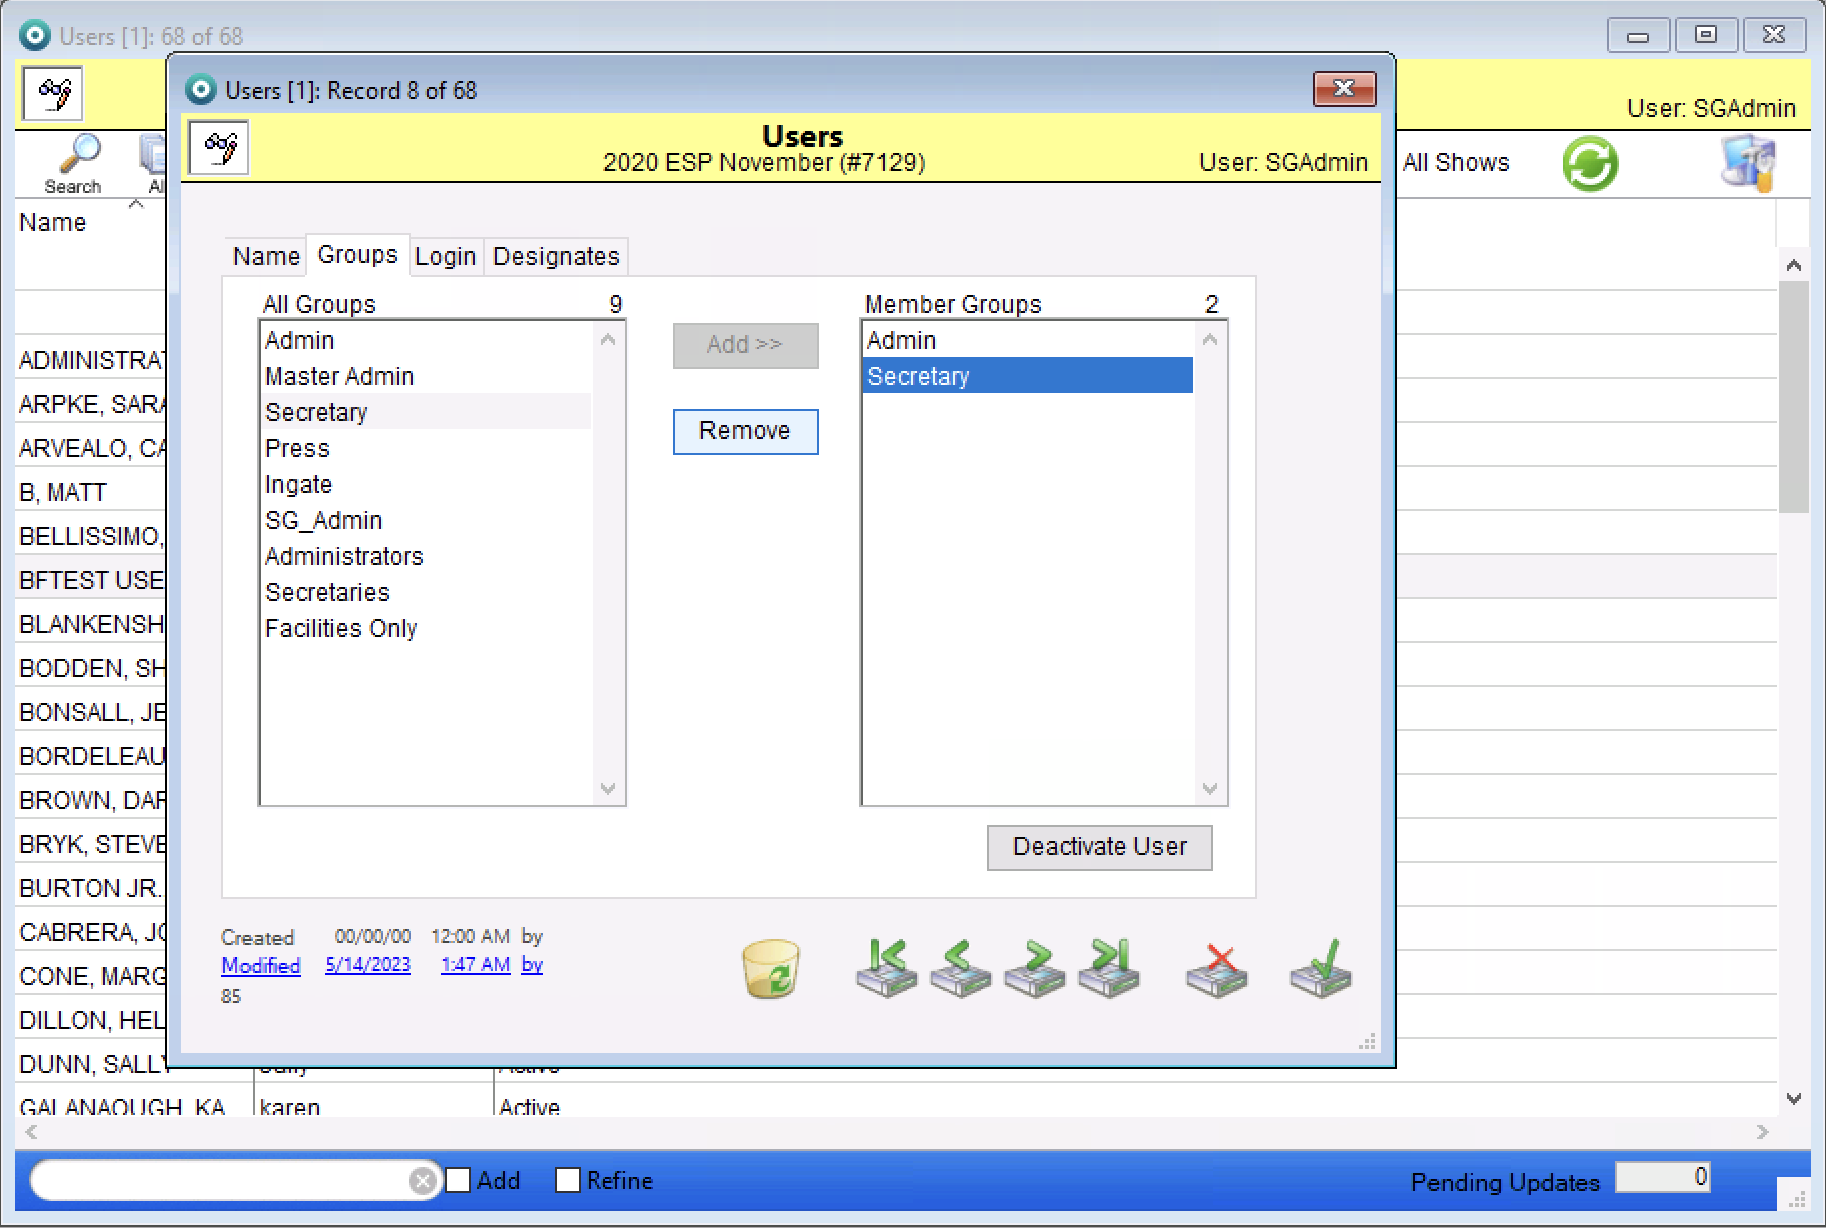 Users [1]: 68 of 68
Users [1]: Record 8 of 68
Users
2020 ESP November (#7129)
User: SGAdmin
User: SGAdmin
Search
All Shows
Name
Name Groups Login Designates
All Groups 9
Admin
Master Admin
Secretary
Press
Ingate
SG_Admin
Administrators
Secretaries
Facilities Only
Add >>
Remove
Member Groups 2
Admin
Secretary
Deactivate User
Created 00/00/00 12:00 AM by
Modified 5/14/2023 1:47 AM by
85
ADMINISTRAT
ARPKE, SARA
ARVEALO, CA
B, MATT
BELLISSIMO,
BFTEST USE
BLANKENSH
BODDEN, SH
BONSALL, JE
BORDELEAU
BROWN, DAR
BRYK, STEVE
BURTON JR.
CABRERA, JO
CONE, MARG
DILLON, HEL
DUNN, SALLY
GALANAOUGH, KA karen Active
Add Refine
Pending Updates 0